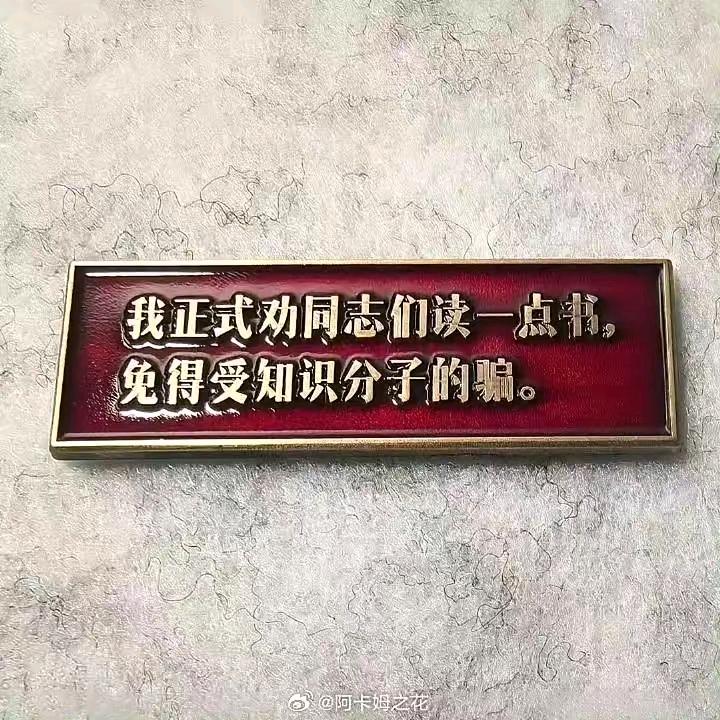 我正式劝同志们读一点书，
免得受知识分子的骗。
@阿卡姆之花